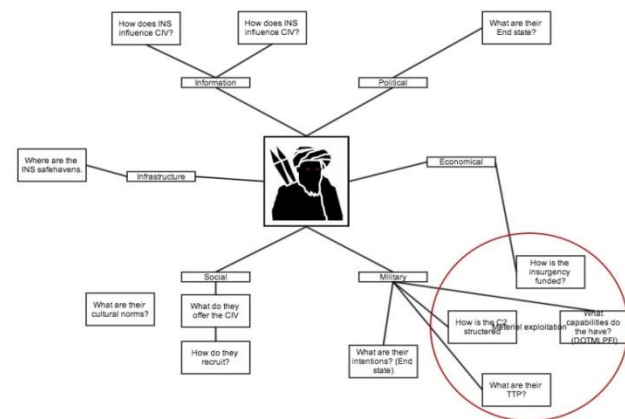 How does INS
influence CIV?
How does INS
influence CIV?
What are their
End state?
Information
Political
Where are the
INS safehavens.
Infrastructure
Economical
How is the
insurgency
funded?
Social
Military
What are their
cultural norms?
What do they
offer the CIV
How do they
recruit?
What are their
intentions? (End
state)
How is the C2
structered
Materiel exploitation
What
capabilities do
the have?
(DOTMLPFI)
What are their
TTP?